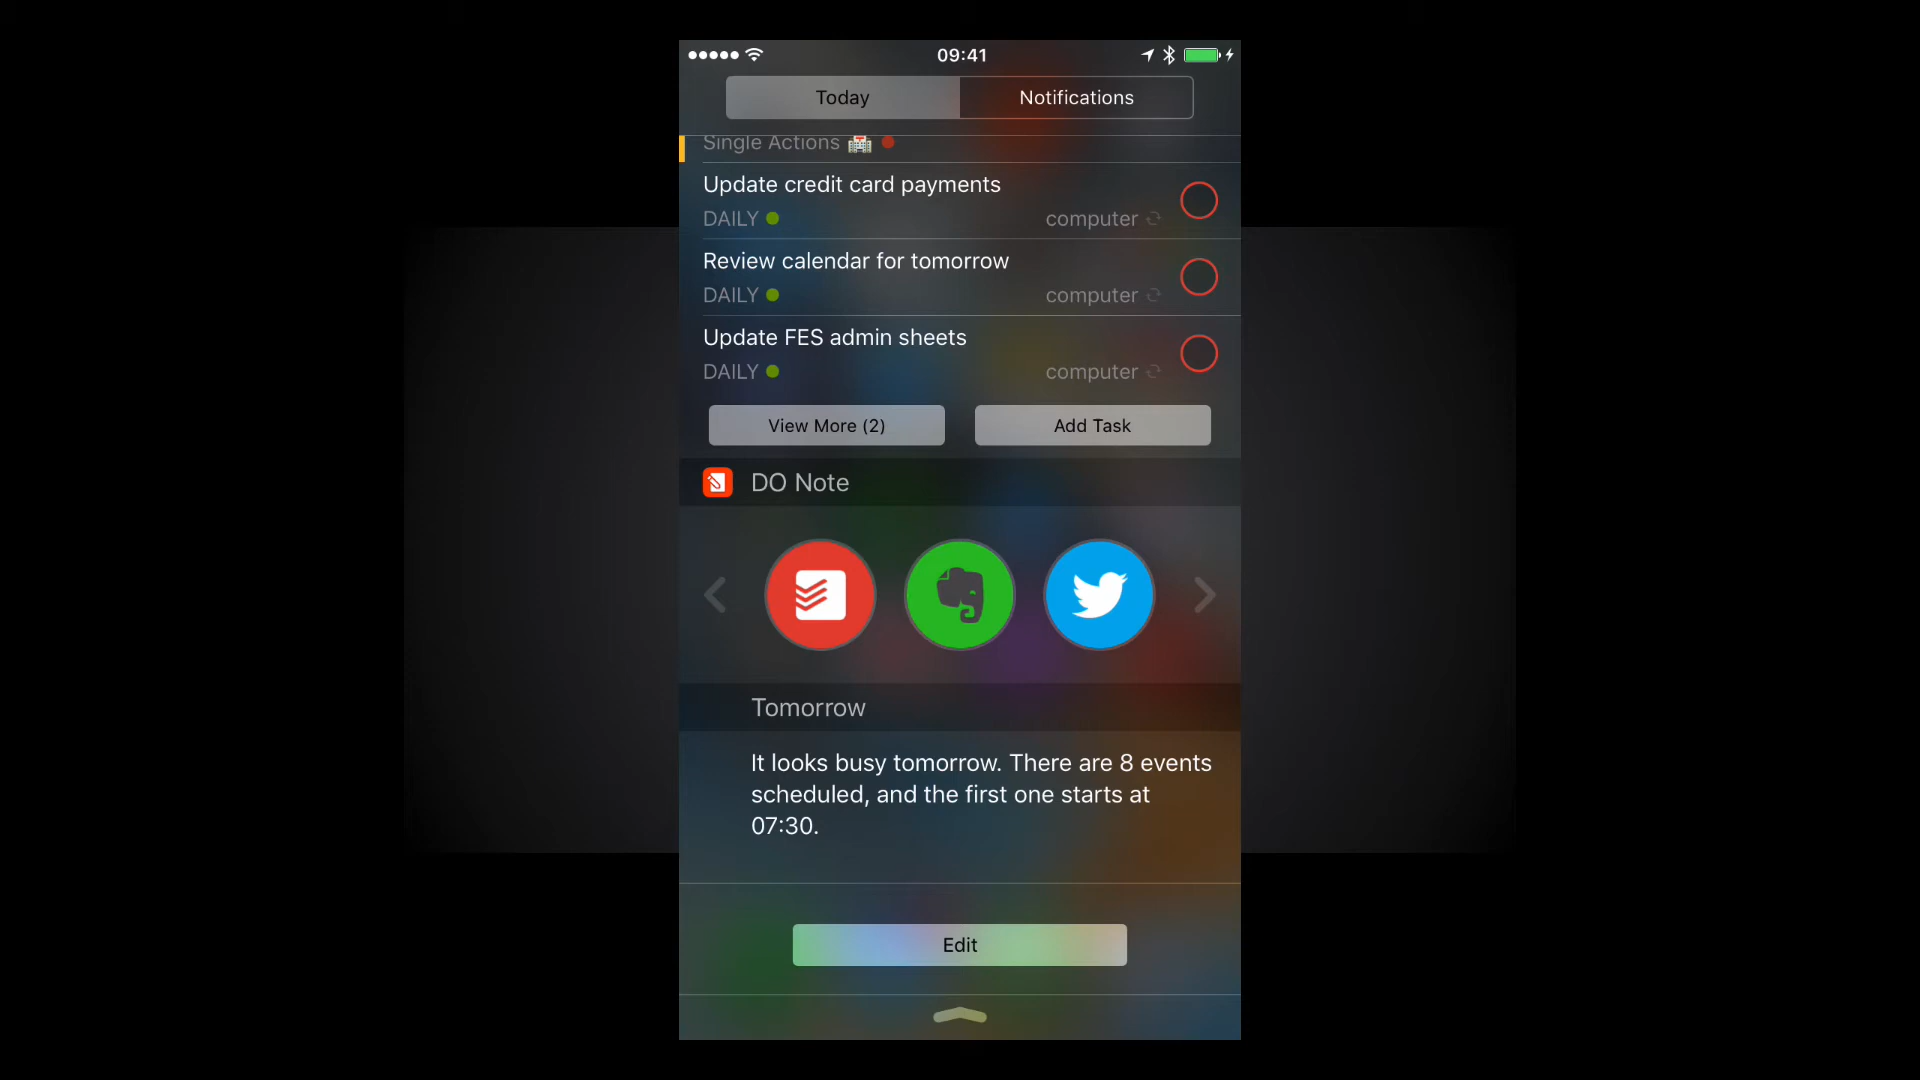 09:41
Today
Notifications
Single Actions 🏥
Update credit card payments
DAILY
computer
Review calendar for tomorrow
DAILY
computer
Update FES admin sheets
DAILY
computer
View More (2)
Add Task
DO Note
Tomorrow
It looks busy tomorrow. There are 8 events
scheduled, and the first one starts at
07:30.
Edit